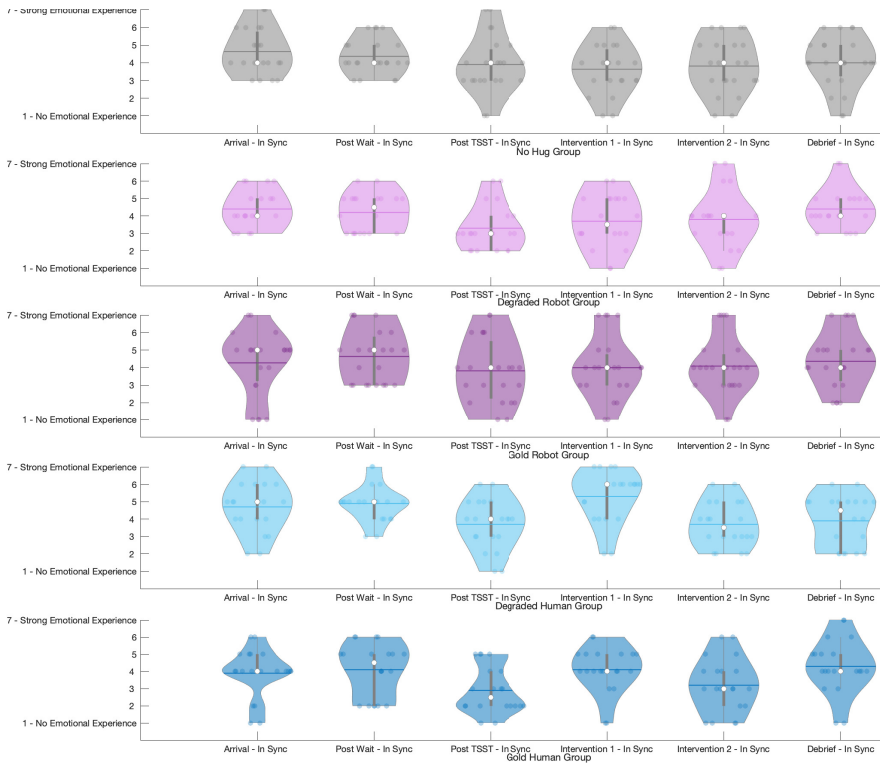 7 - Strong Emotional Experience
6
5
4
3
2
1 - No Emotional Experience
Arrival - In Sync Post Wait - In Sync Post TSST - In Sync Intervention 1 - In Sync Intervention 2 - In Sync Debrief - In Sync
No Hug Group
7 - Strong Emotional Experience
6
5
4
3
2
1 - No Emotional Experience
Arrival - In Sync Post Wait - In Sync Post TSST - In Sync Intervention 1 - In Sync Intervention 2 - In Sync Debrief - In Sync
Degraded Robot Group
7 - Strong Emotional Experience
6
5
4
3
2
1 - No Emotional Experience
Arrival - In Sync Post Wait - In Sync Post TSST - In Sync Intervention 1 - In Sync Intervention 2 - In Sync Debrief - In Sync
Gold Robot Group
7 - Strong Emotional Experience
6
5
4
3
2
1 - No Emotional Experience
Arrival - In Sync Post Wait - In Sync Post TSST - In Sync Intervention 1 - In Sync Intervention 2 - In Sync Debrief - In Sync
Degraded Human Group
7 - Strong Emotional Experience
6
5
4
3
2
1 - No Emotional Experience
Arrival - In Sync Post Wait - In Sync Post TSST - In Sync Intervention 1 - In Sync Intervention 2 - In Sync Debrief - In Sync
Gold Human Group